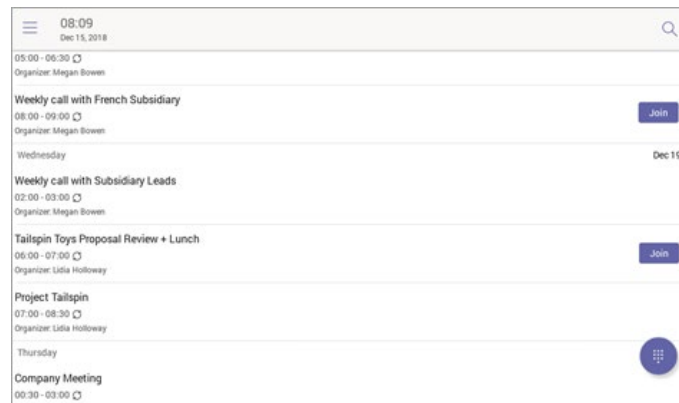 08:09
Dec 15, 2018
05:00 - 06:30
Organizer: Megan Bowen
Weekly call with French Subsidiary
08:00 - 09:00
Organizer: Megan Bowen
Join
Wednesday
Dec 19
Weekly call with Subsidiary Leads
02:00 - 03:00
Organizer: Megan Bowen
Tailspin Toys Proposal Review + Lunch
06:00 - 07:00
Organizer: Lidia Holloway
Join
Project Tailspin
07:00 - 08:30
Organizer: Lidia Holloway
Thursday
Company Meeting
00:30 - 03:00